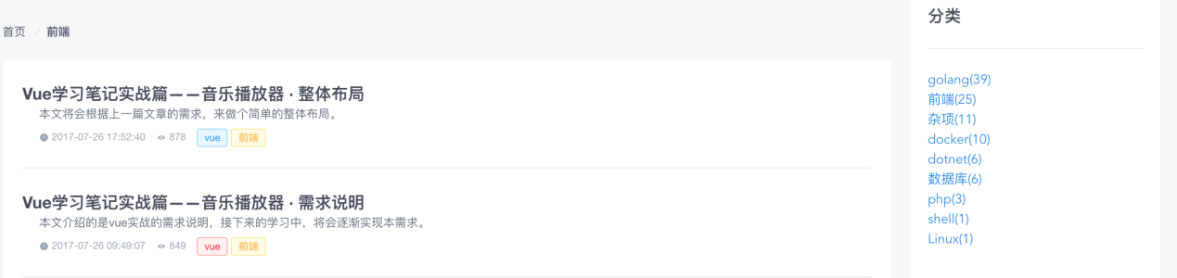 首页 / 前端
Vue学习笔记实战篇——音乐播放器 · 整体布局
本文将会根据上一篇文章的需求，来做个简单的整体布局。
2017-07-26 17:52:40 878 vue 前端
Vue学习笔记实战篇——音乐播放器 · 需求说明
本文介绍的是vue实战的需求说明，接下来的学习中，将会逐渐实现本需求。
2017-07-26 09:49:07 849 vue 前端
分类
golang(39)
前端(25)
杂项(11)
docker(10)
dotnet(6)
数据库(6)
php(3)
shell(1)
Linux(1)